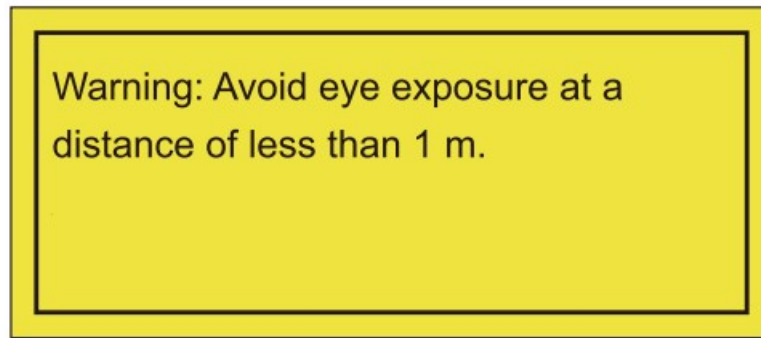 Warning: Avoid eye exposure at a
distance of less than 1 m.